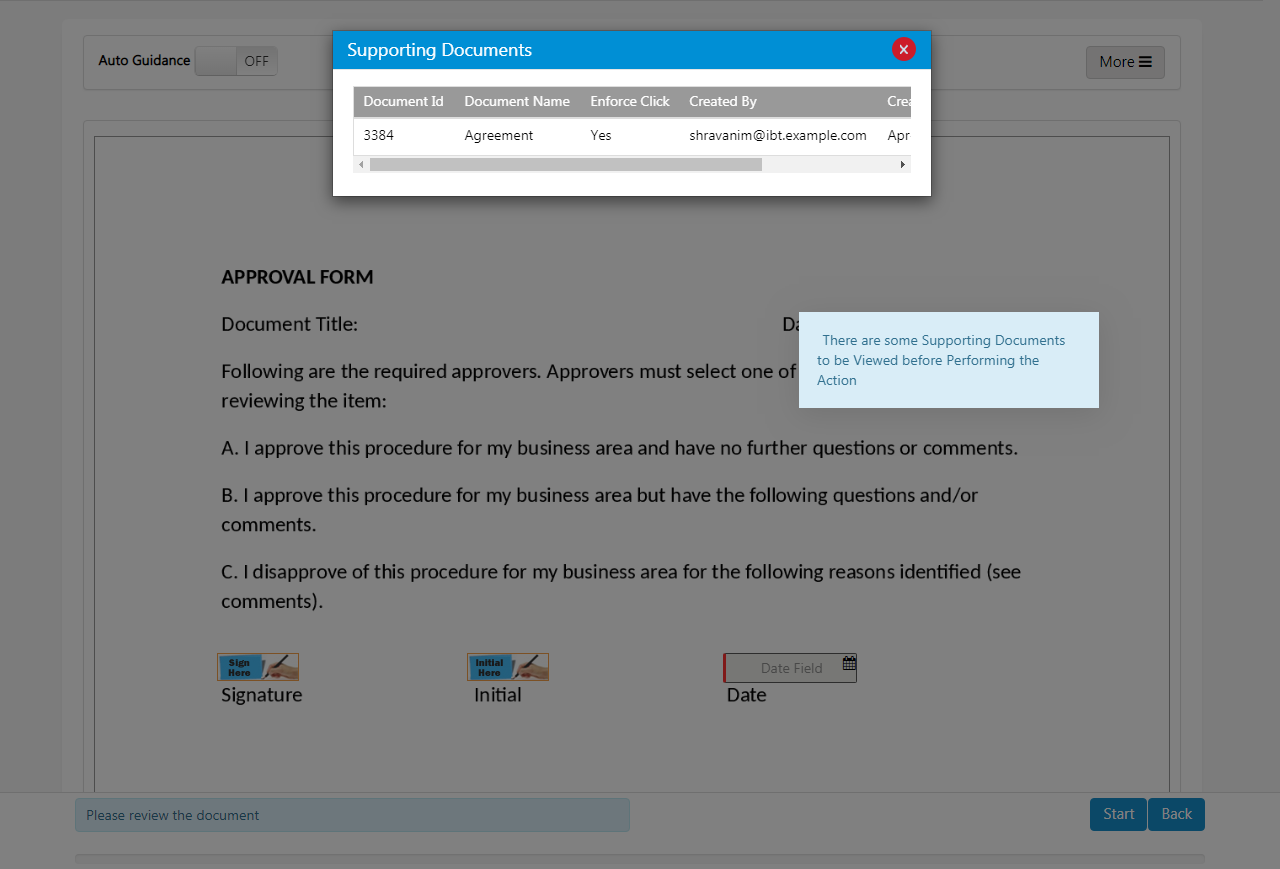 Supporting Documents
Auto Guidance OFF
More
Document Id Document Name Enforce Click Created By
3384 Agreement Yes shravanim@ibt.example.com Apr
APPROVAL FORM
Document Title:
There are some Supporting Documents
to be Viewed before Performing the
Action
Following are the required approvers. Approvers must select one of
reviewing the item:
A. I approve this procedure for my business area and have no further questions or comments.
B. I approve this procedure for my business area but have the following questions and/or
comments.
C. I disapprove of this procedure for my business area for the following reasons identified (see
comments).
Sign
Here
Initial
Here
Date Field
Signature Initial Date
Please review the document
Start Back